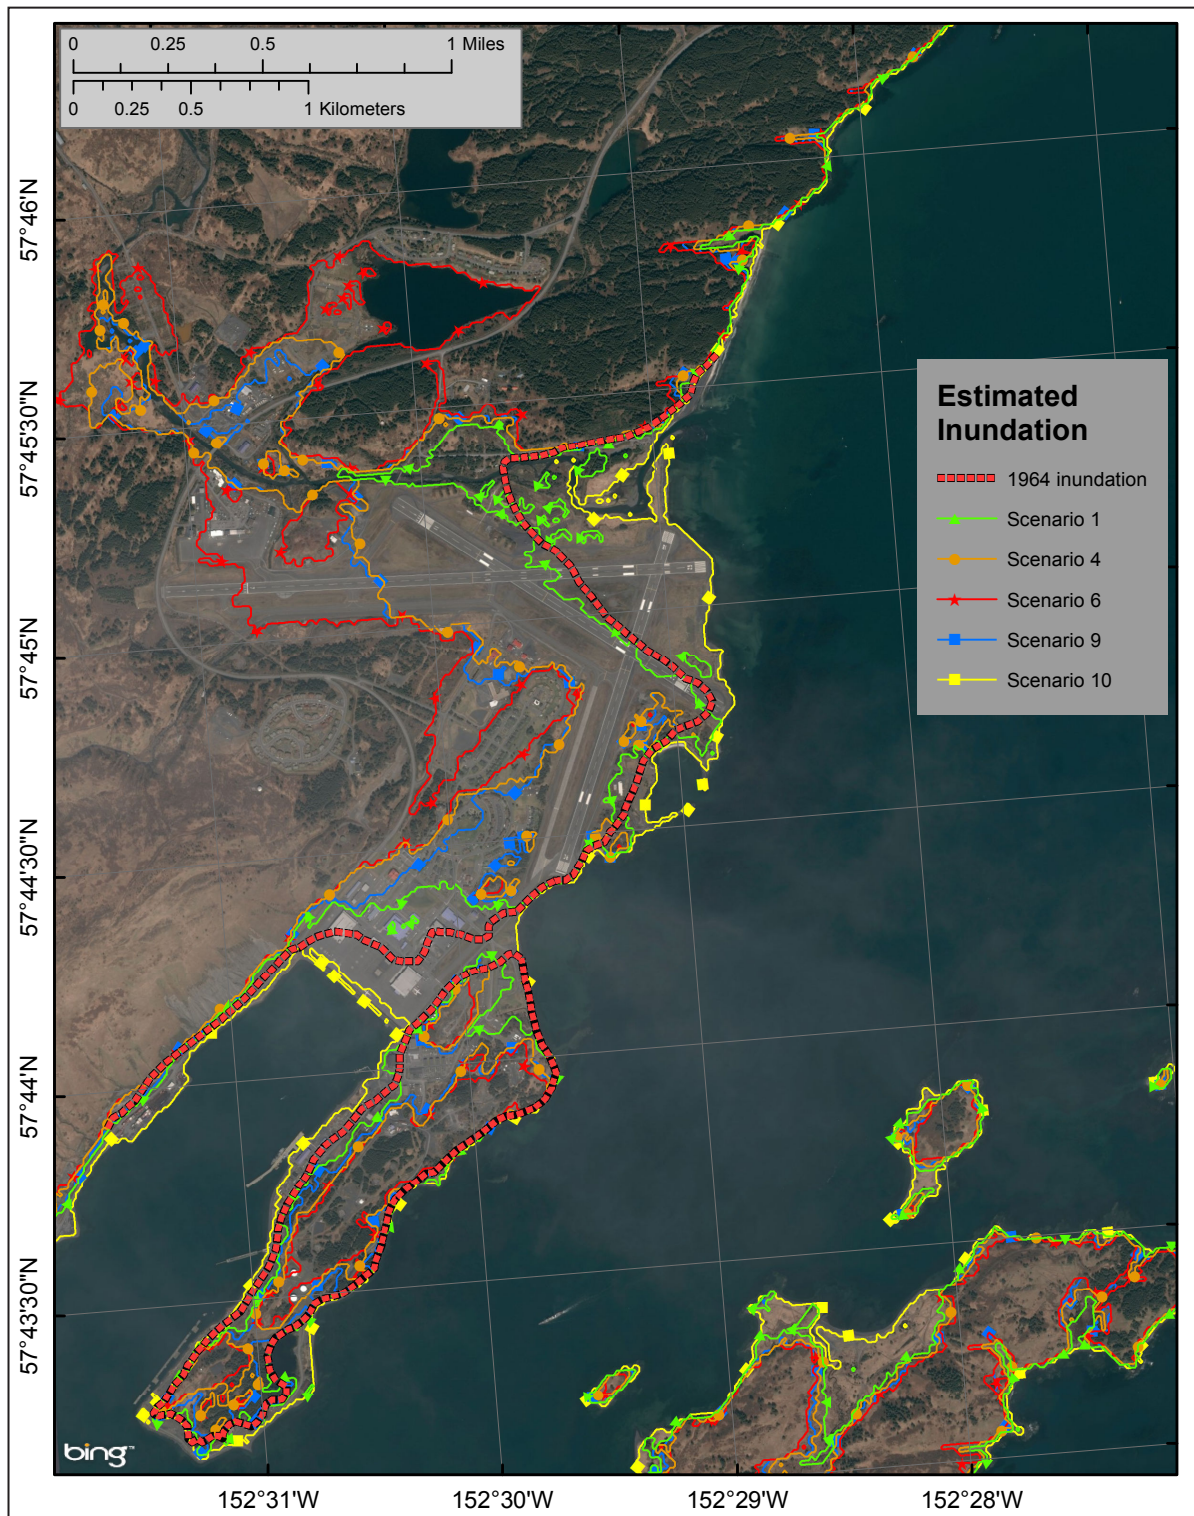 0 0.25 0.5 1 Miles
0 0.25 0.5 1 Kilometers
57°46'N
57°45'30"N
57°45'N
57°44'30"N
57°44'N
57°43'30"N
Estimated
Inundation
1964 inundation
Scenario 1
Scenario 4
Scenario 6
Scenario 9
Scenario 10
bing™
152°31'W 152°30'W 152°29'W 152°28'W